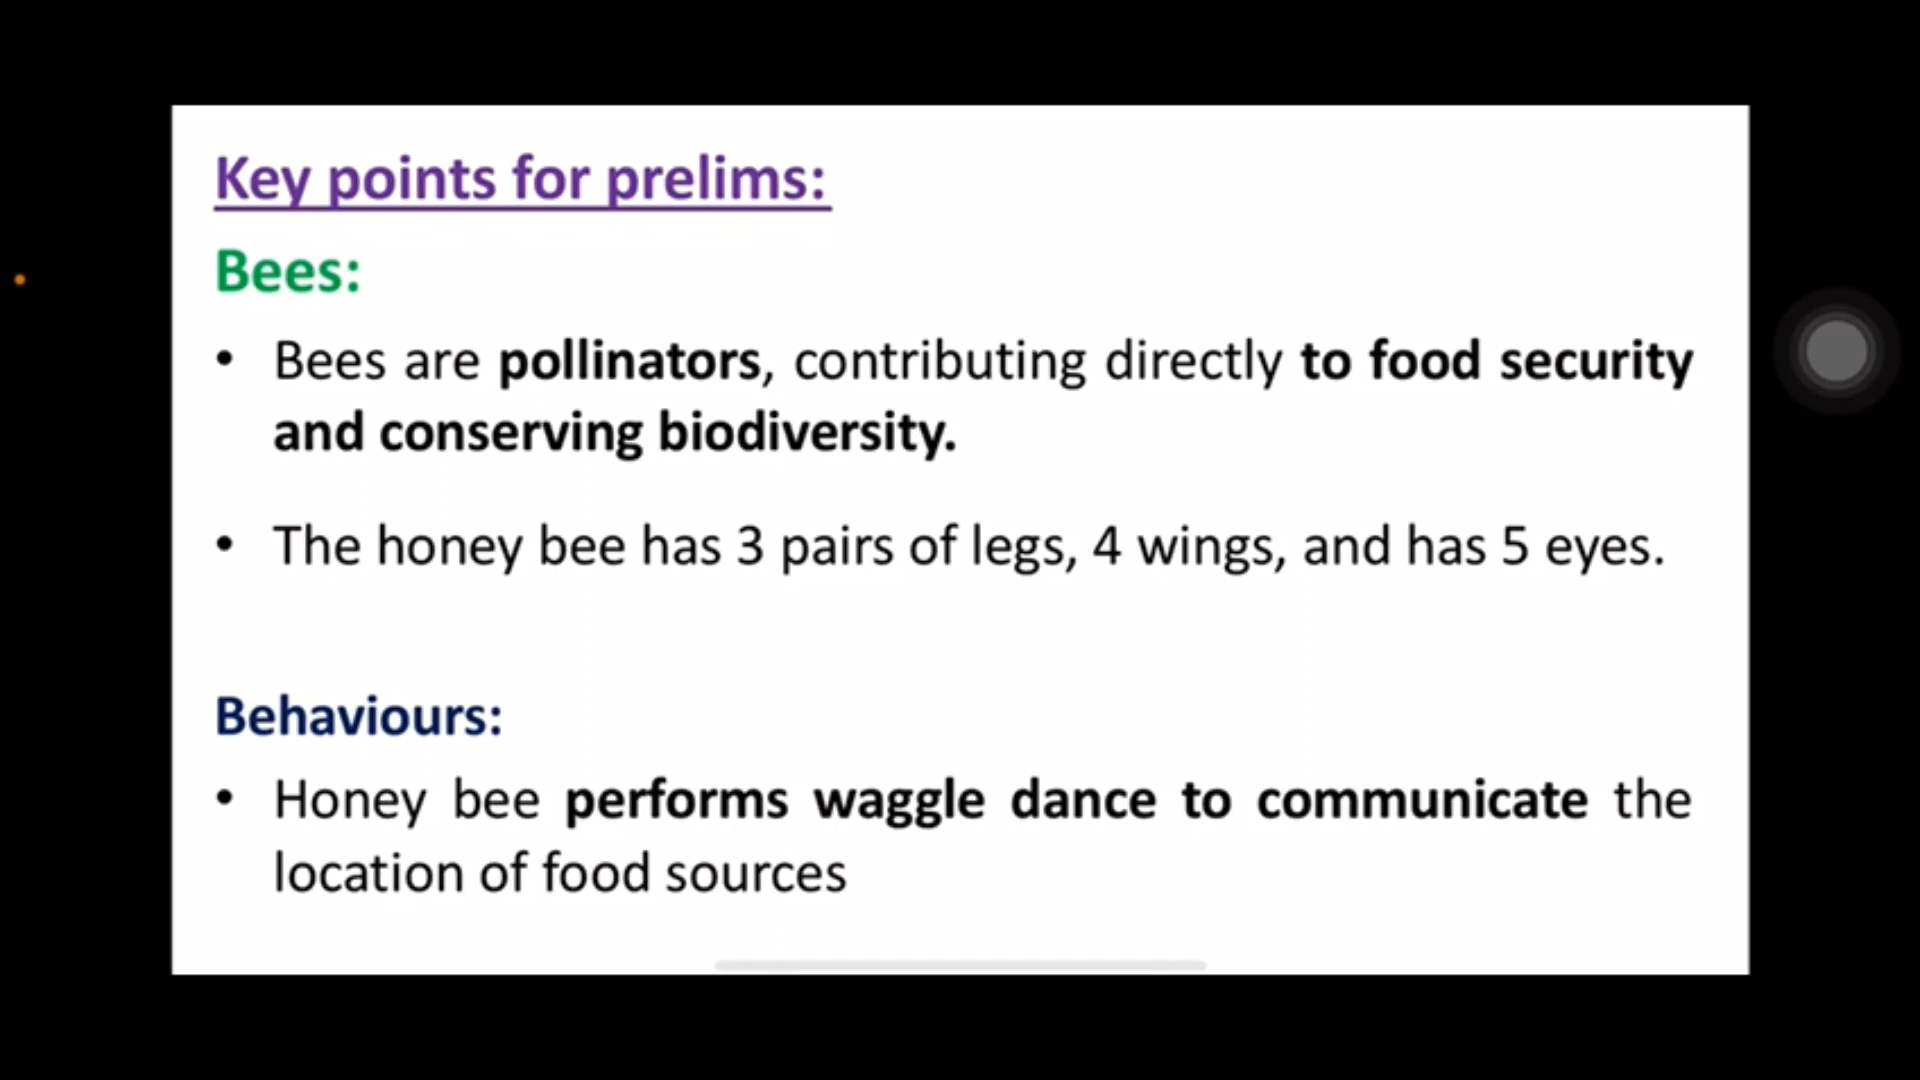 Key points for prelims:
Bees:
• Bees are pollinators, contributing directly to food security
and conserving biodiversity.
• The honey bee has 3 pairs of legs, 4 wings, and has 5 eyes.
Behaviours:
• Honey bee performs waggle dance to communicate the
location of food sources